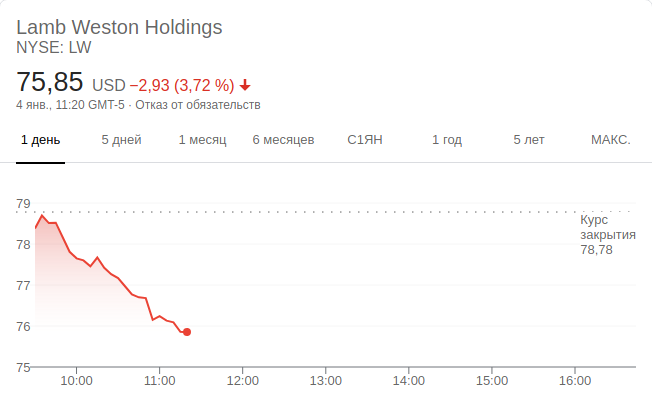 Lamb Weston Holdings
NYSE: LW
75,85 USD −2,93 (3,72 %)
4 янв., 11:20 GMT-5 · Отказ от обязательств
1 день 5 дней 1 месяц 6 месяцев С1ЯН 1 год 5 лет МАКС.
79
Курс
закрытия
78,78
78
77
76
75
10:00 11:00 12:00 13:00 14:00 15:00 16:00